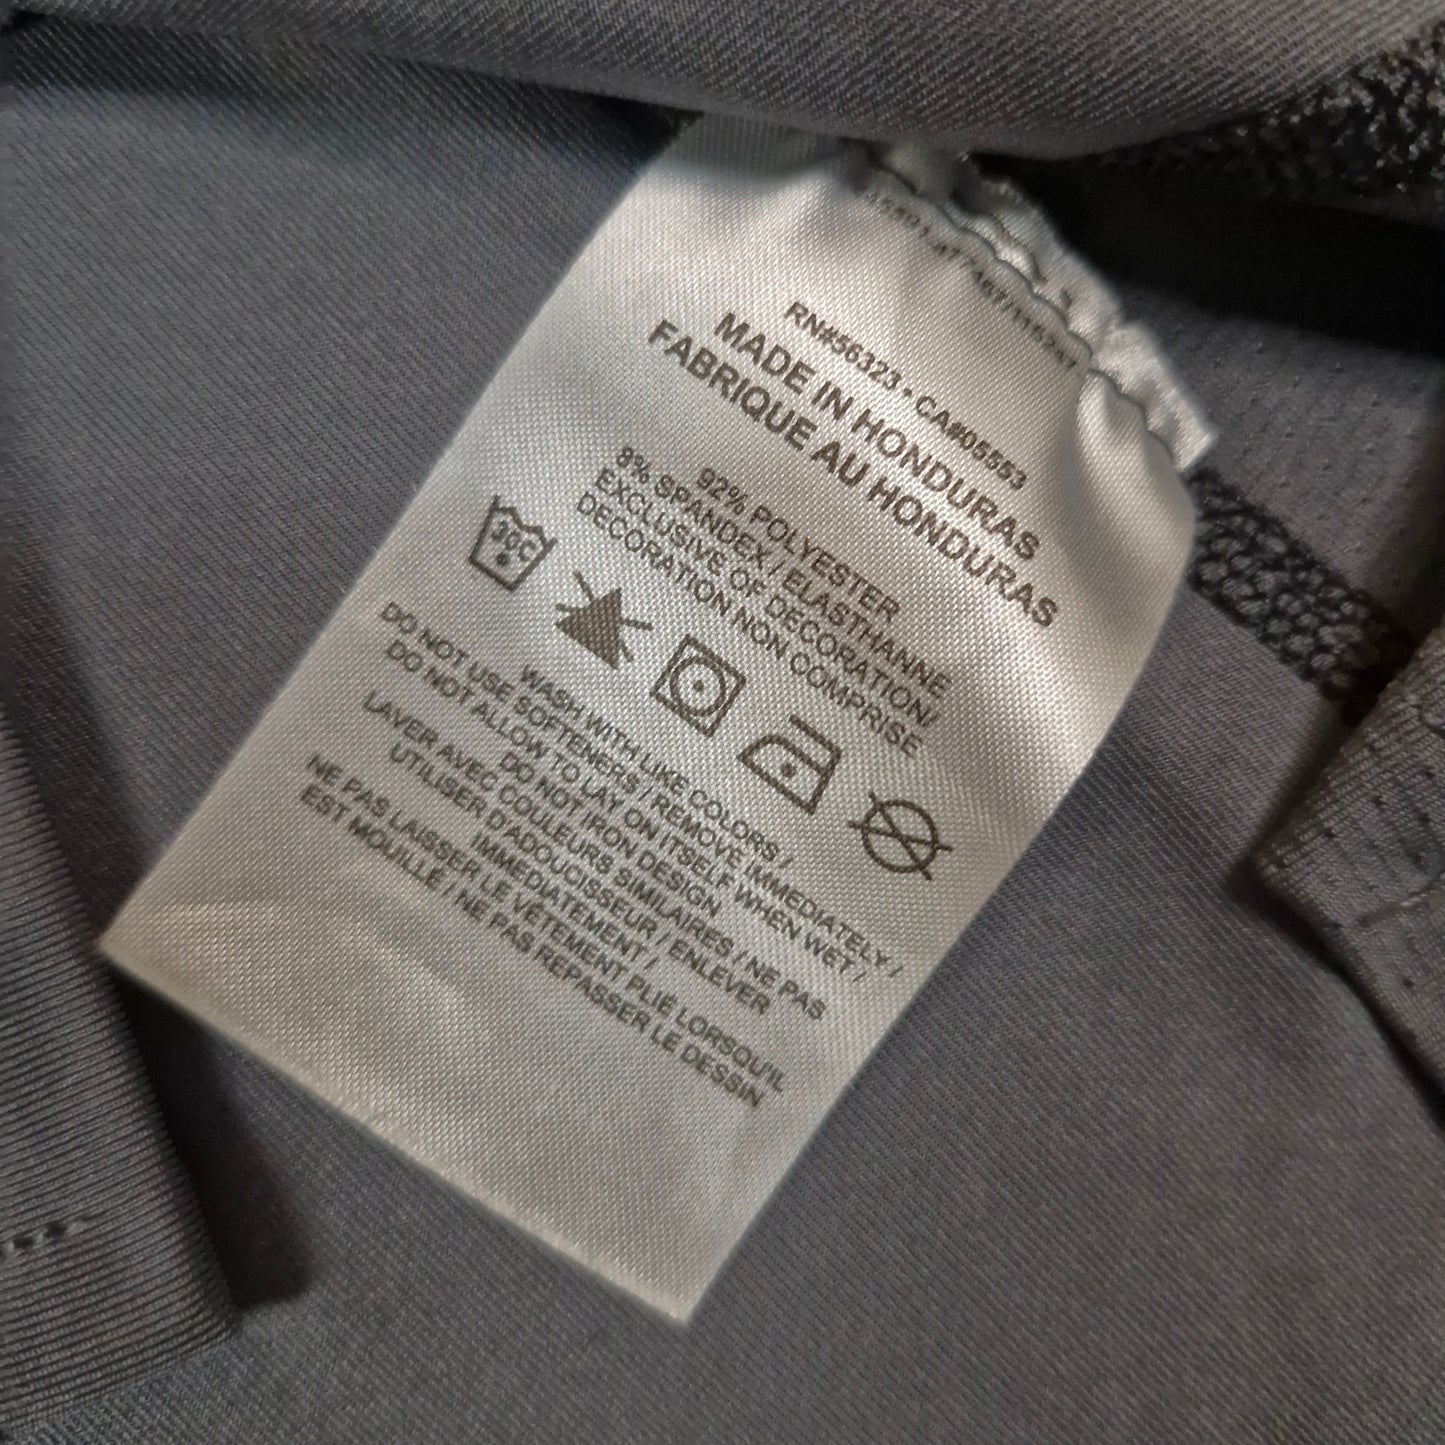 RN#56323 • CA#05553
MADE IN HONDURAS
FABRIQUE AU HONDURAS
92% POLYESTER
8% SPANDEX / ELASTHANNE
EXCLUSIVE OF DECORATION/
DECORATION NON COMPRISE
30C
WASH WITH LIKE COLORS /
DO NOT USE SOFTENERS / REMOVE IMMEDIATELY /
DO NOT ALLOW TO LAY ON ITSELF WHEN WET /
DO NOT IRON DESIGN
LAVER AVEC COULEURS SIMILAIRES / NE PAS
UTILISER D'ADOUCISSEUR / ENLEVER
IMMEDIATEMENT /
NE PAS LAISSER LE VÊTEMENT PLIÉ LORSQU'IL
EST MOUILLÉ / NE PAS REPASSER LE DESSIN